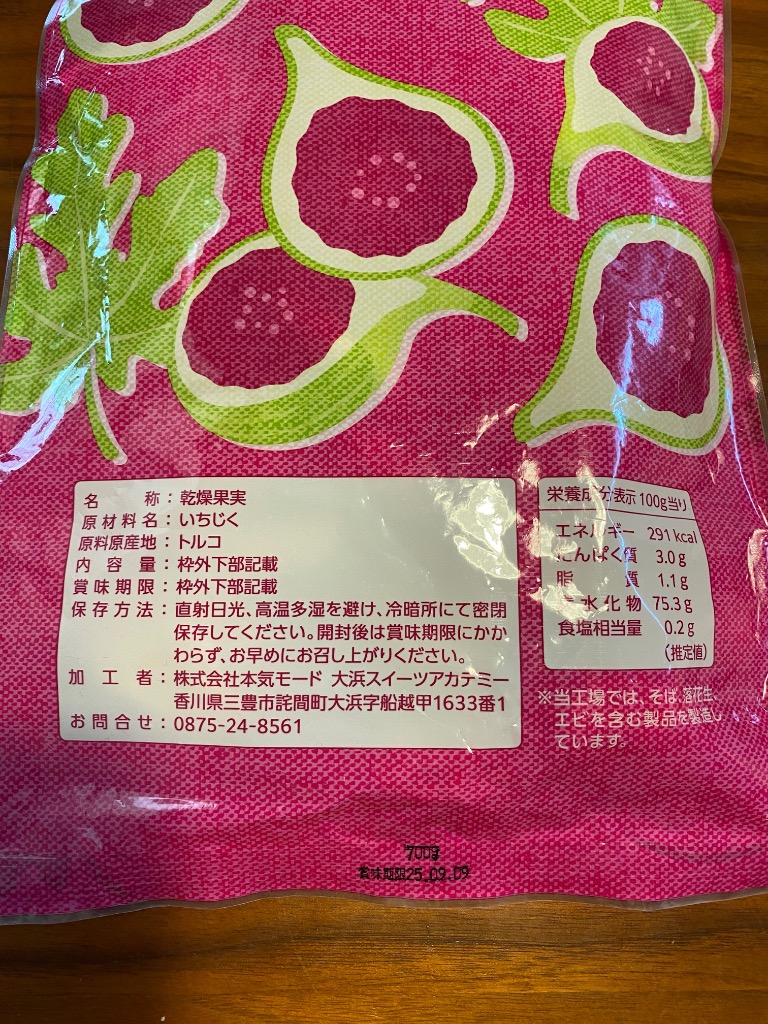 名称：乾燥果実
原材料名：いちじく
原料原産地：トルコ
内容量：枠外下部記載
賞味期限：枠外下部記載
保存方法：直射日光、高温多湿を避け、冷暗所にて密閉
保存してください。開封後は賞味期限にかか
わらず、お早めにお召し上がりください。
加工者：株式会社本気モード 大浜スイーツアカデミー
香川県三豊市詫間町大浜字船越甲1633番1
お問合せ：0875-24-8561
栄養成分表示 100g当り
エネルギー 291 kcal
たんぱく質 3.0g
脂質 1.1g
炭水化物 75.3g
食塩相当量 0.2g
（推定値）
※当工場では、そば、落花生、
エビを含む製品を製造し
ています。
700g
賞味期限25.09.09